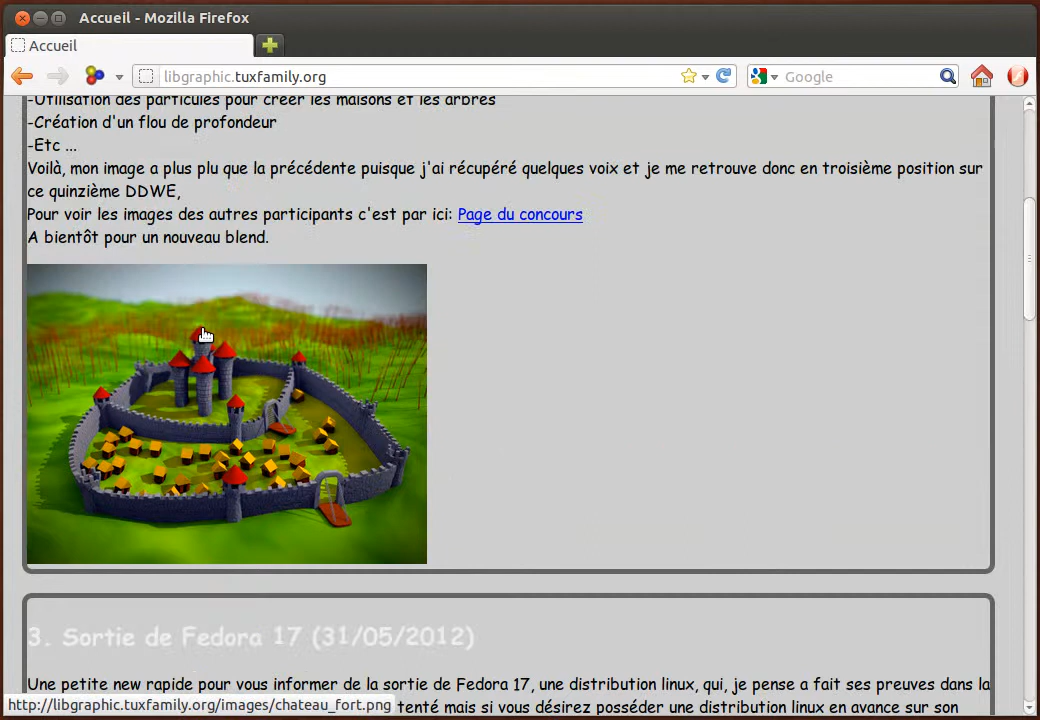 Accueil - Mozilla Firefox
Accueil
libgraphic.tuxfamily.org
Google
-Utilisation des particules pour créer les maisons et les arbres
-Création d'un flou de profondeur
-Etc ...
Voilà, mon image a plus plu que la précédente puisque j'ai récupéré quelques voix et je me retrouve donc en troisième position sur
ce quinzième DDWE,
Pour voir les images des autres participants c'est par ici: Page du concours
A bientôt pour un nouveau blend.
3. Sortie de Fedora 17 (31/05/2012)
Une petite new rapide pour vous informer de la sortie de Fedora 17, une distribution linux, qui, je pense a fait ses preuves dans la
http://libgraphic.tuxfamily.org/images/chateau_fort.png tenté mais si vous désirez posséder une distribution linux en avance sur son